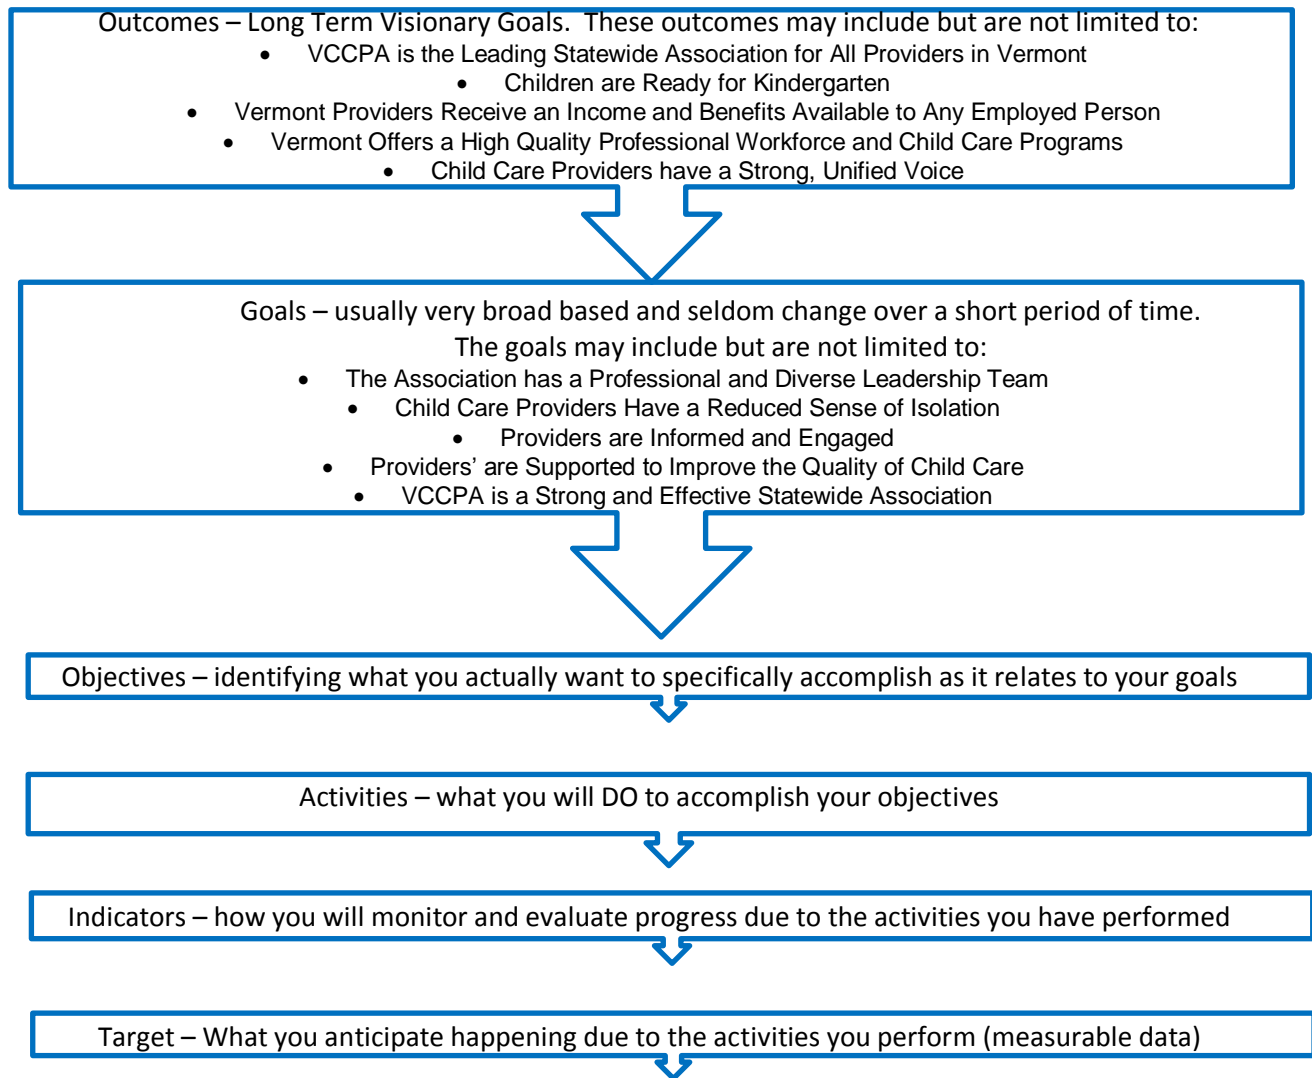 Outcomes – Long Term Visionary Goals.  These outcomes may include but are not limited to:
• VCCPA is the Leading Statewide Association for All Providers in Vermont
• Children are Ready for Kindergarten
• Vermont Providers Receive an Income and Benefits Available to Any Employed Person
• Vermont Offers a High Quality Professional Workforce and Child Care Programs
• Child Care Providers have a Strong, Unified Voice
Goals – usually very broad based and seldom change over a short period of time.
The goals may include but are not limited to:
• The Association has a Professional and Diverse Leadership Team
• Child Care Providers Have a Reduced Sense of Isolation
• Providers are Informed and Engaged
• Providers’ are Supported to Improve the Quality of Child Care
• VCCPA is a Strong and Effective Statewide Association
Objectives – identifying what you actually want to specifically accomplish as it relates to your goals
Activities – what you will DO to accomplish your objectives
Indicators – how you will monitor and evaluate progress due to the activities you have performed
Target – What you anticipate happening due to the activities you perform (measurable data)